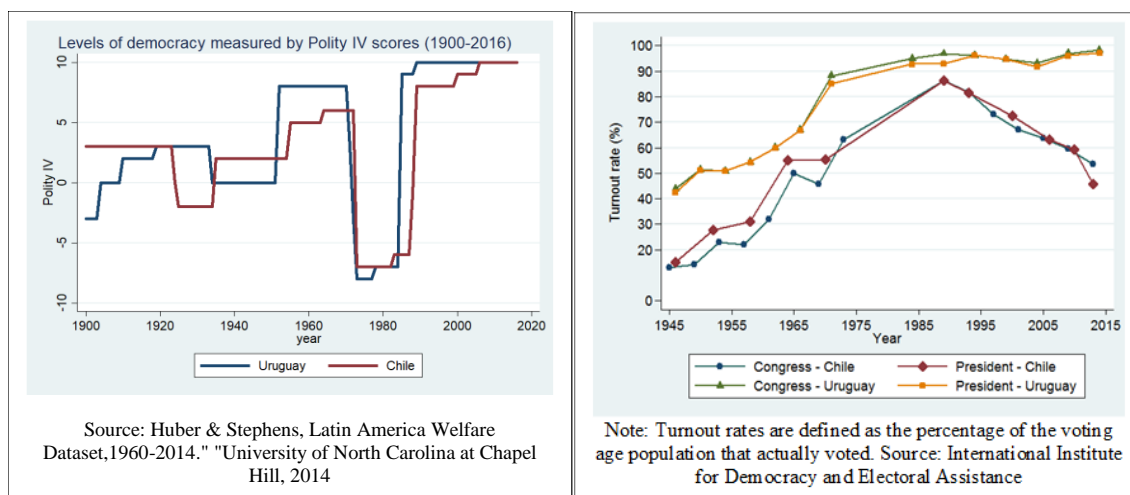 Levels of democracy measured by Polity IV scores (1900-2016)
Polity IV
10
5
0
-5
-10
1900
1920
1940
1960
1980
2000
2020
year
Uruguay
Chile
Source: Huber & Stephens, Latin America Welfare
Dataset,1960-2014." "University of North Carolina at Chapel
Hill, 2014
Turnout rate (%)
100
90
80
70
60
50
40
30
20
10
0
1945
1955
1965
1975
1985
1995
2005
2015
Year
Congress - Chile
President - Chile
Congress - Uruguay
President - Uruguay
Note: Turnout rates are defined as the percentage of the voting
age population that actually voted. Source: International Institute
for Democracy and Electoral Assistance